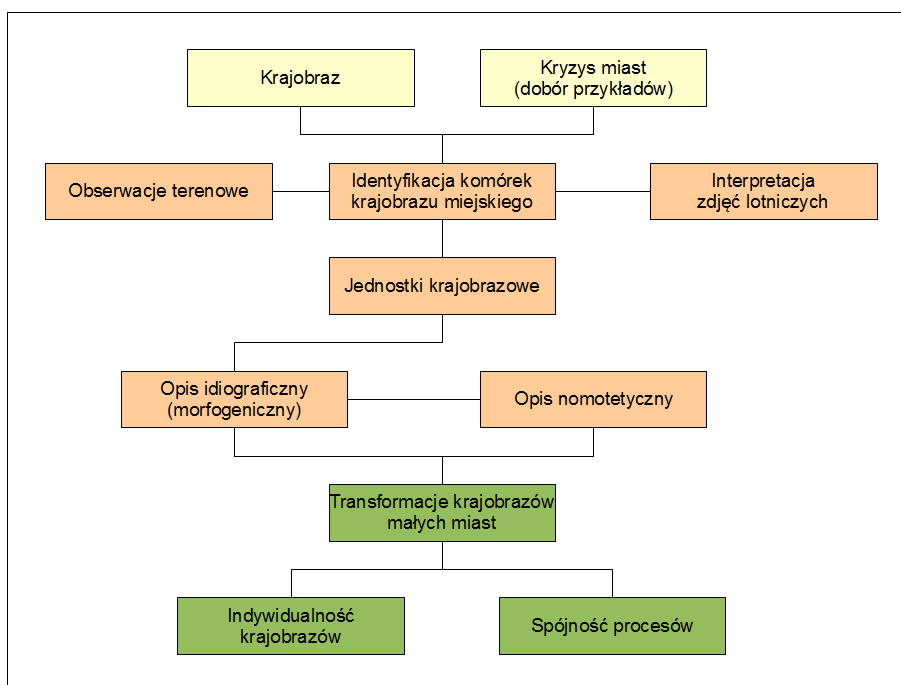 Krajobraz
Kryzys miast
(dobór przykładów)
Obserwacje terenowe
Identyfikacja komórek
krajobrazu miejskiego
Interpretacja
zdjęć lotniczych
Jednostki krajobrazowe
Opis idiograficzny
(morfogeniczny)
Opis nomotetyczny
Transformacje krajobrazów
małych miast
Indywidualność
krajobrazów
Spójność procesów